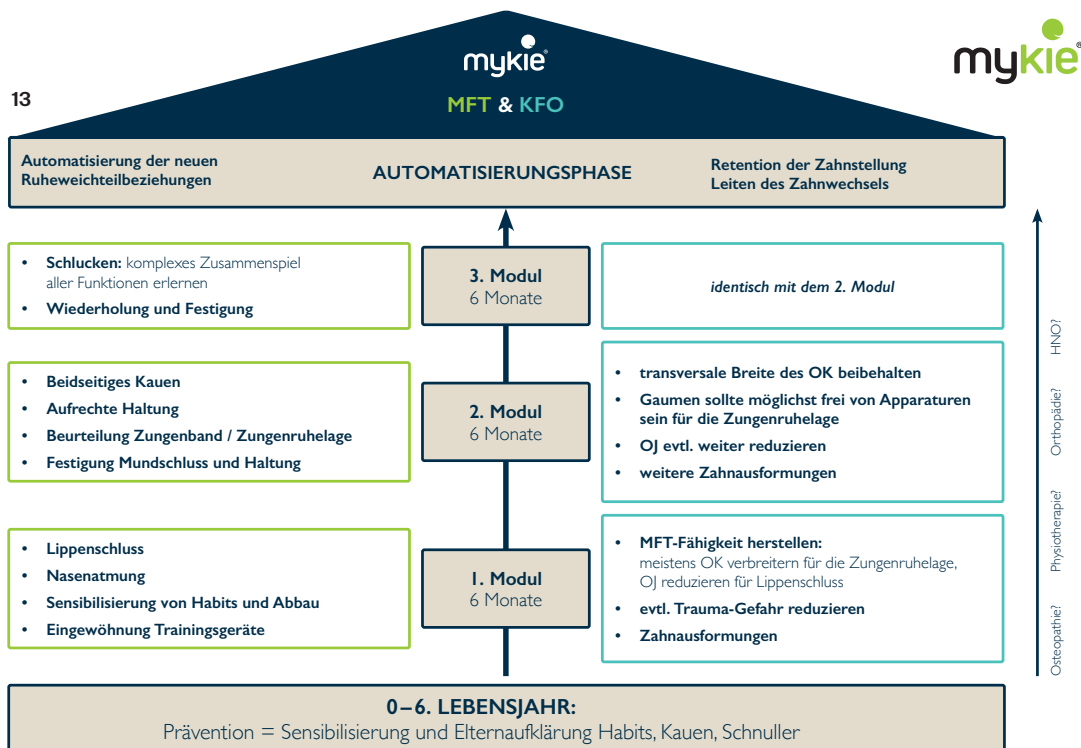 mykie®
mykie®
13
MFT & KFO
Automatisierung der neuen
Ruheweichteilbeziehungen
AUTOMATISIERUNGSPHASE
Retention der Zahnstellung
Leiten des Zahnwechsels
• Schlucken: komplexes Zusammenspiel
aller Funktionen erlernen
• Wiederholung und Festigung
3. Modul
6 Monate
identisch mit dem 2. Modul
• Beidseitiges Kauen
• Aufrechte Haltung
• Beurteilung Zungenband / Zungenruhelage
• Festigung Mundschluss und Haltung
2. Modul
6 Monate
• transversale Breite des OK beibehalten
• Gaumen sollte möglichst frei von Apparaturen
sein für die Zungenruhelage
• OJ evtl. weiter reduzieren
• weitere Zahnausformungen
• Lippenschluss
• Nasenatmung
• Sensibilisierung von Habits und Abbau
• Eingewöhnung Trainingsgeräte
1. Modul
6 Monate
• MFT-Fähigkeit herstellen:
meistens OK verbreitern für die Zungenruhelage,
OJ reduzieren für Lippenschluss
• evtl. Trauma-Gefahr reduzieren
• Zahnausformungen
Osteopathie? Physiotherapie? Orthopädie? HNO?
0–6. LEBENSJAHR:
Prävention = Sensibilisierung und Elternaufklärung Habits, Kauen, Schnuller